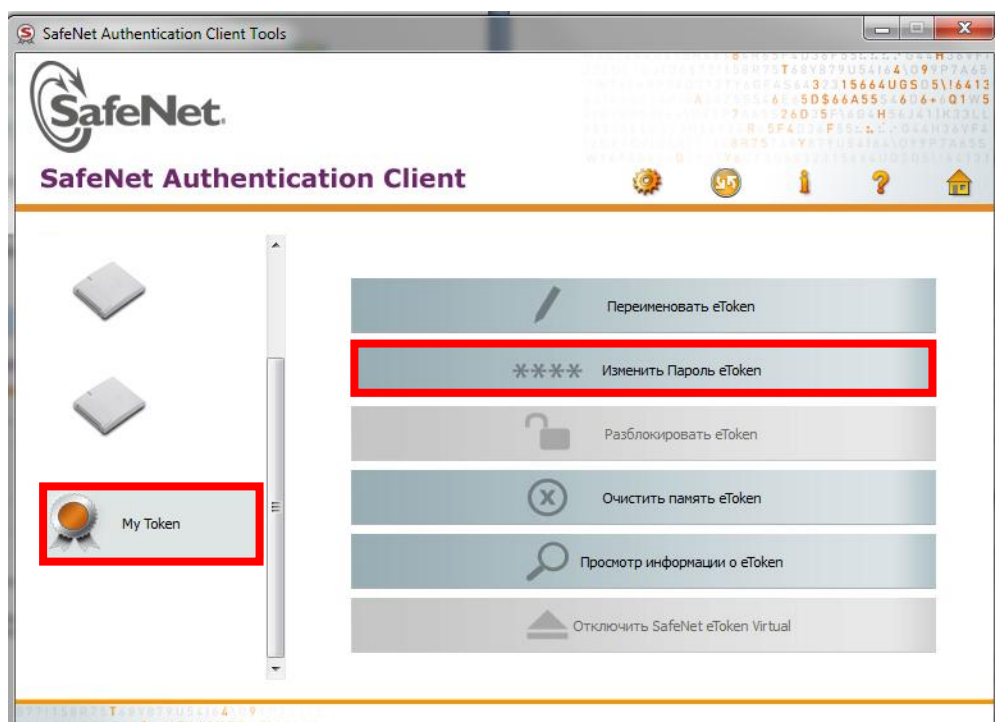 SafeNet Authentication Client Tools
SafeNet.
SafeNet Authentication Client
Переименовать eToken
**** Изменить Пароль eToken
Разблокировать eToken
My Token
Очистить память eToken
Просмотр информации о eToken
Отключить SafeNet eToken Virtual